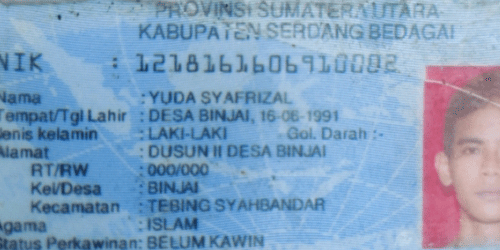 PROVINSI SUMATERA UTARA
KABUPATEN SERDANG BEDAGAI
NIK : 1218161606910002
Nama : YUDA SYAFRIZAL
Tempat/Tgl Lahir : DESA BINJAI, 16-06-1991
Jenis kelamin : LAKI-LAKI Gol. Darah :-
Alamat : DUSUN II DESA BINJAI
RT/RW : 000/000
Kel/Desa : BINJAI
Kecamatan : TEBING SYAHBANDAR
Agama : ISLAM
Status Perkawinan: BELUM KAWIN